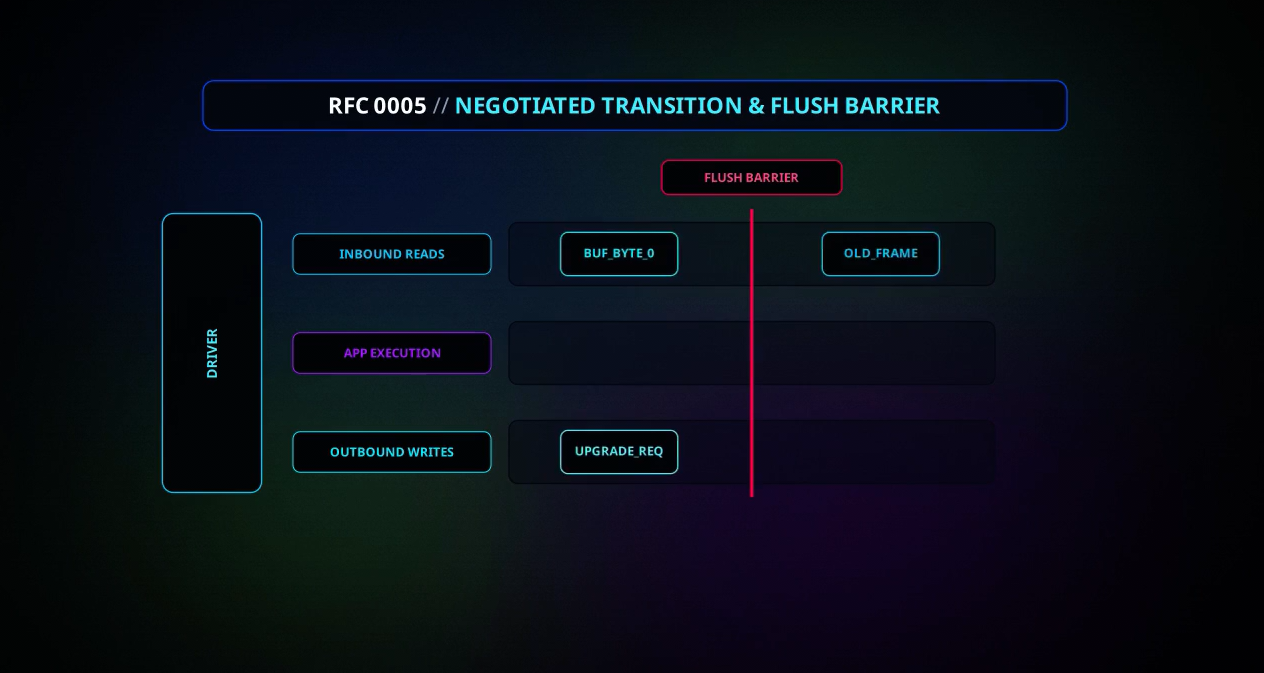 RFC 0005 // NEGOTIATED TRANSITION & FLUSH BARRIER
FLUSH BARRIER
DRIVER
INBOUND READS
BUF_BYTE_0
OLD_FRAME
APP EXECUTION
OUTBOUND WRITES
UPGRADE_REQ